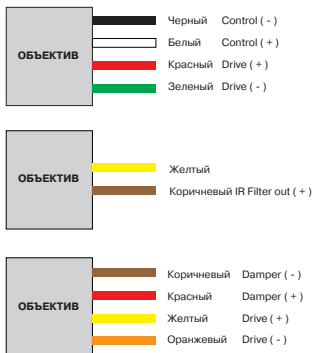 Черный Control ( - )
Белый Control ( + )
ОБЪЕКТИВ
Красный Drive ( + )
Зеленый Drive ( - )
Желтый
ОБЪЕКТИВ
Коричневый IR Filter out ( + )
Коричневый Damper ( - )
Красный Damper ( + )
ОБЪЕКТИВ
Желтый Drive ( + )
Оранжевый Drive ( - )